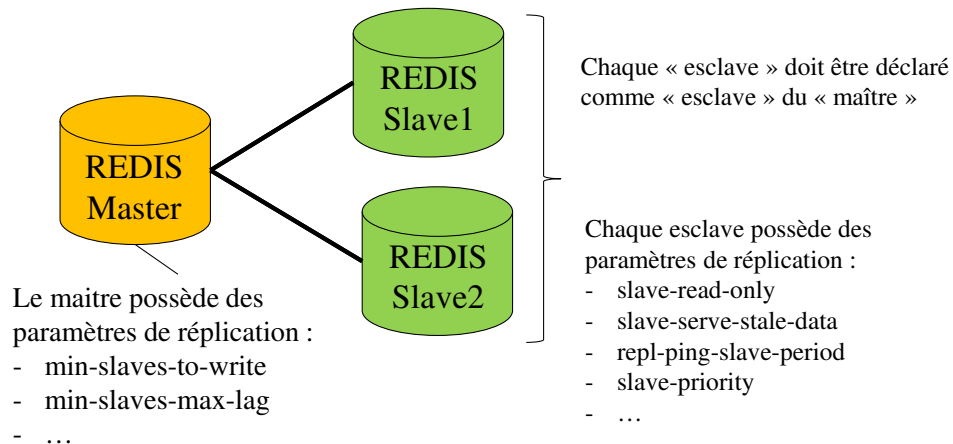 REDIS
Master
REDIS
Slave1
REDIS
Slave2
Le maitre possède des
paramètres de réplication :
- min-slaves-to-write
- min-slaves-max-lag
- …
Chaque « esclave » doit être déclaré
comme « esclave » du « maître »
Chaque esclave possède des
paramètres de réplication :
- slave-read-only
- slave-serve-stale-data
- repl-ping-slave-period
- slave-priority
- …